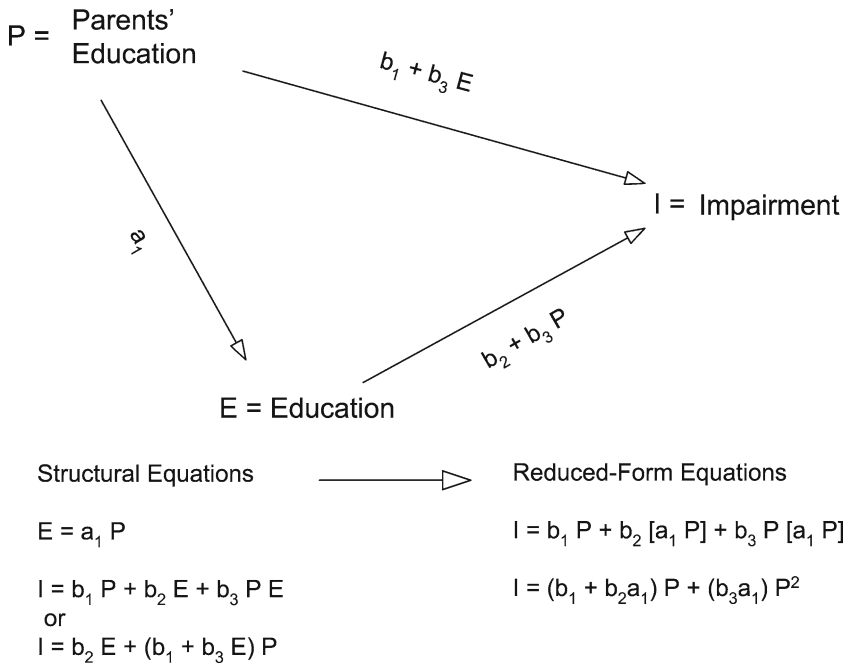 P = Parents’
Education
b₁ + b₃ E
I = Impairment
a₁
b₂ + b₃ P
E = Education
Structural Equations
Reduced-Form Equations
E = a₁ P
I = b₁ P + b₂ E + b₃ P E
or
I = b₂ E + (b₁ + b₃ E) P
I = b₁ P + b₂ [a₁ P] + b₃ P [a₁ P]
I = (b₁ + b₂a₁) P + (b₃a₁) P²